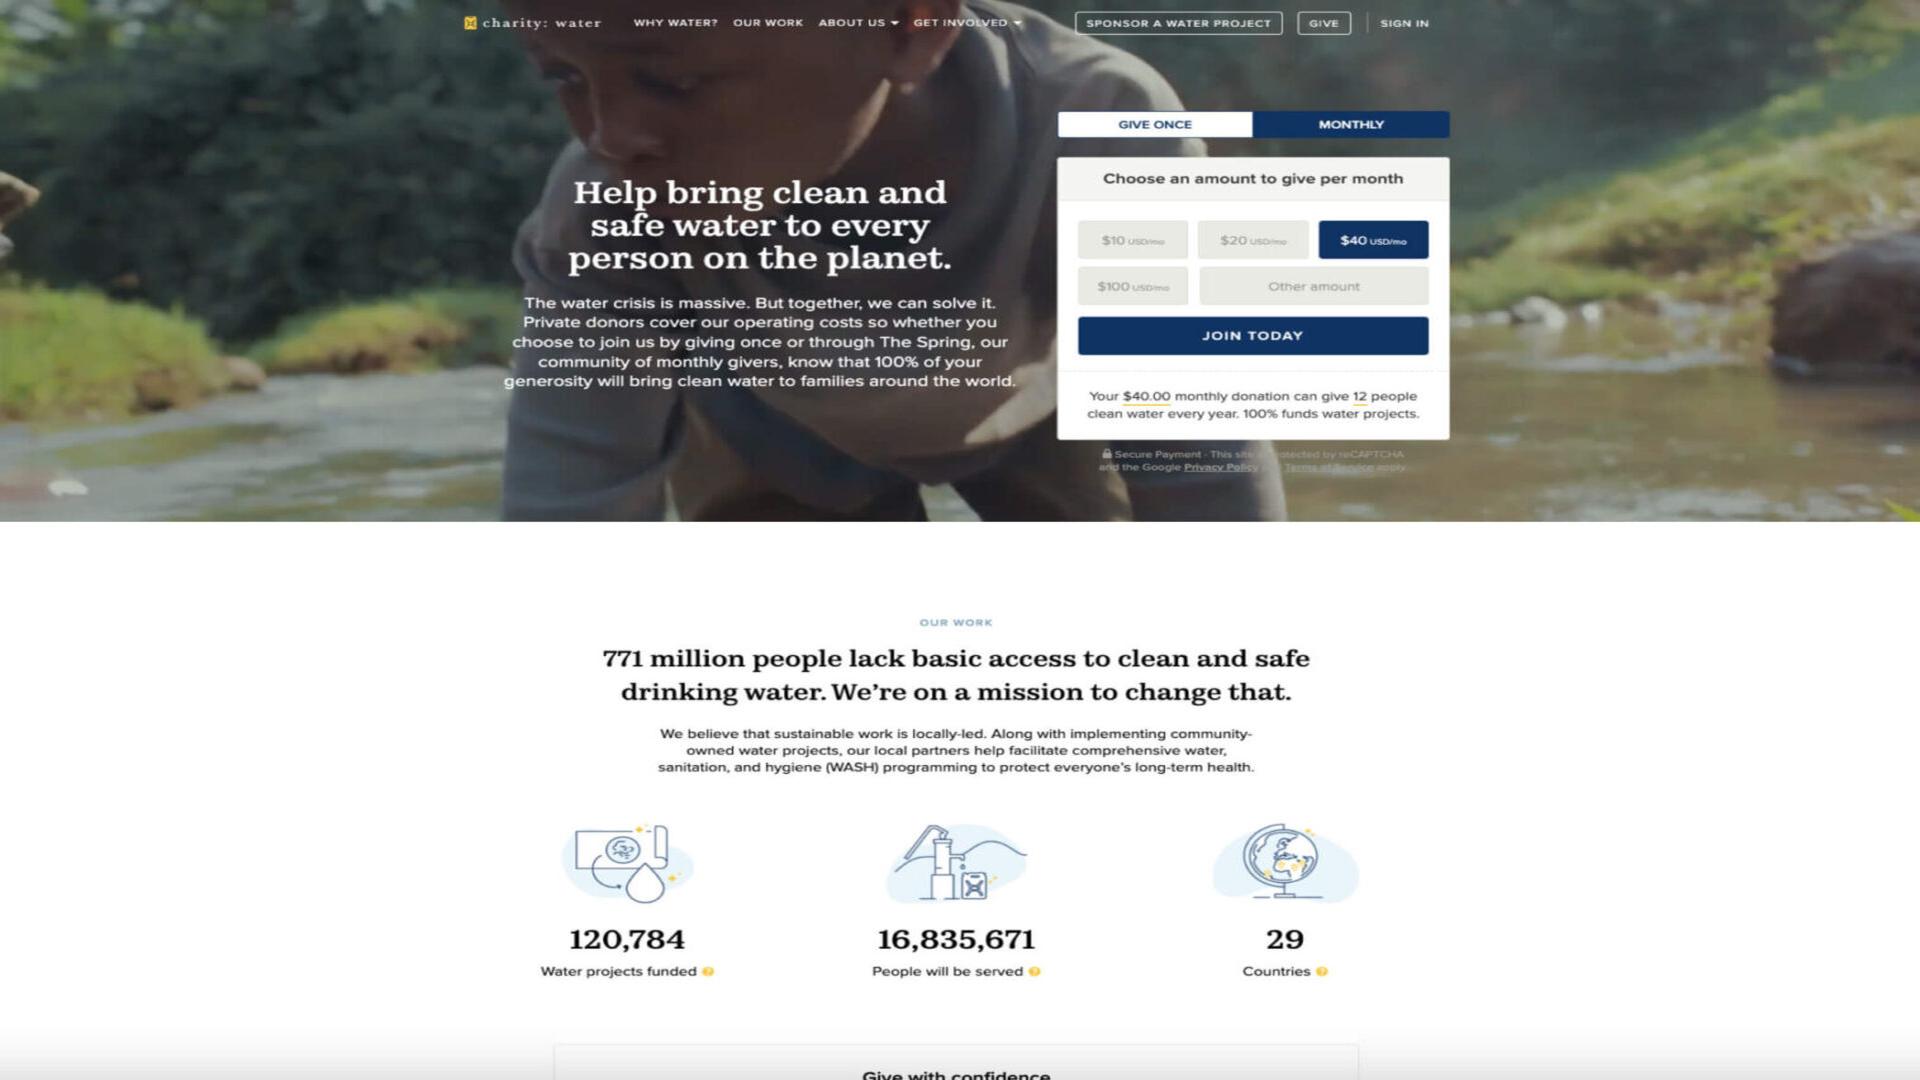 charity: water
WHY WATER?
OUR WORK
ABOUT US
GET INVOLVED
SPONSOR A WATER PROJECT
GIVE
SIGN IN
Help bring clean and
safe water to every
person on the planet.
The water crisis is massive. But together, we can solve it.
Private donors cover our operating costs so whether you
choose to join us by giving once or through The Spring, our
community of monthly givers, know that 100% of your
generosity will bring clean water to families around the world.
GIVE ONCE
MONTHLY
Choose an amount to give per month
$10 USD/mo
$20 USD/mo
$40 USD/mo
$100 USD/mo
Other amount
JOIN TODAY
Your $40.00 monthly donation can give 12 people
clean water every year. 100% funds water projects.
Secure Payment - This site protected by reCAPTCHA
and the Google Privacy Policy Terms of Service apply
OUR WORK
771 million people lack basic access to clean and safe
drinking water. We're on a mission to change that.
We believe that sustainable work is locally-led. Along with implementing community-
owned water projects, our local partners help facilitate comprehensive water,
sanitation, and hygiene (WASH) programming to protect everyone's long-term health.
120,784
Water projects funded ?
16,835,671
People will be served ?
29
Countries ?
Give with confidence